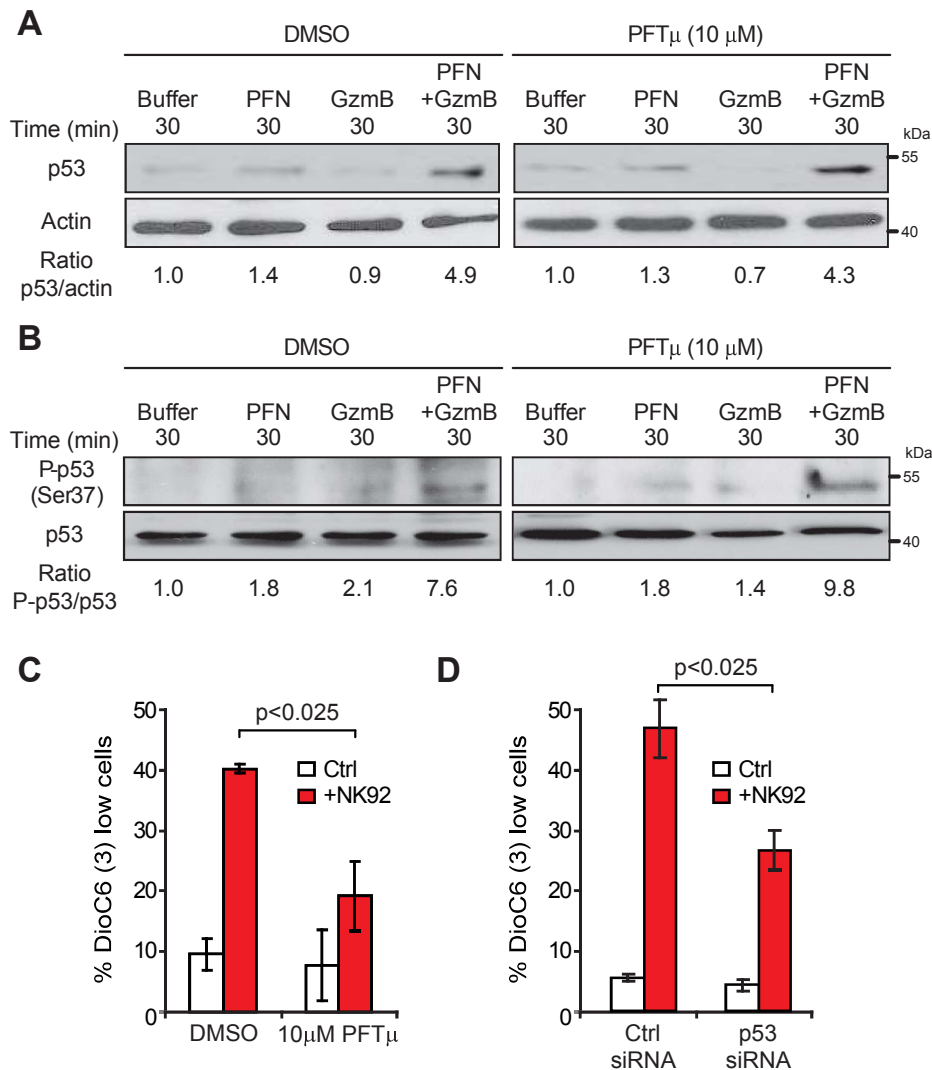 A
DMSO
PFTμ (10 μM)
PFN
PFN
Buffer PFN GzmB +GzmB Buffer PFN GzmB +GzmB
Time (min) 30 30 30 30 30 30 30 30
kDa
p53
55
Actin
40
Ratio
p53/actin
1.0 1.4 0.9 4.9 1.0 1.3 0.7 4.3
B
DMSO
PFTμ (10 μM)
PFN
PFN
Buffer PFN GzmB +GzmB Buffer PFN GzmB +GzmB
Time (min) 30 30 30 30 30 30 30 30
kDa
P-p53
(Ser37)
55
p53
40
Ratio
P-p53/p53
1.0 1.8 2.1 7.6 1.0 1.8 1.4 9.8
C
% DioC6 (3) low cells
50
40
30
20
10
0
p<0.025
Ctrl
+NK92
DMSO
10μM PFTμ
D
% DioC6 (3) low cells
50
40
30
20
10
0
p<0.025
Ctrl
+NK92
Ctrl
siRNA
p53
siRNA